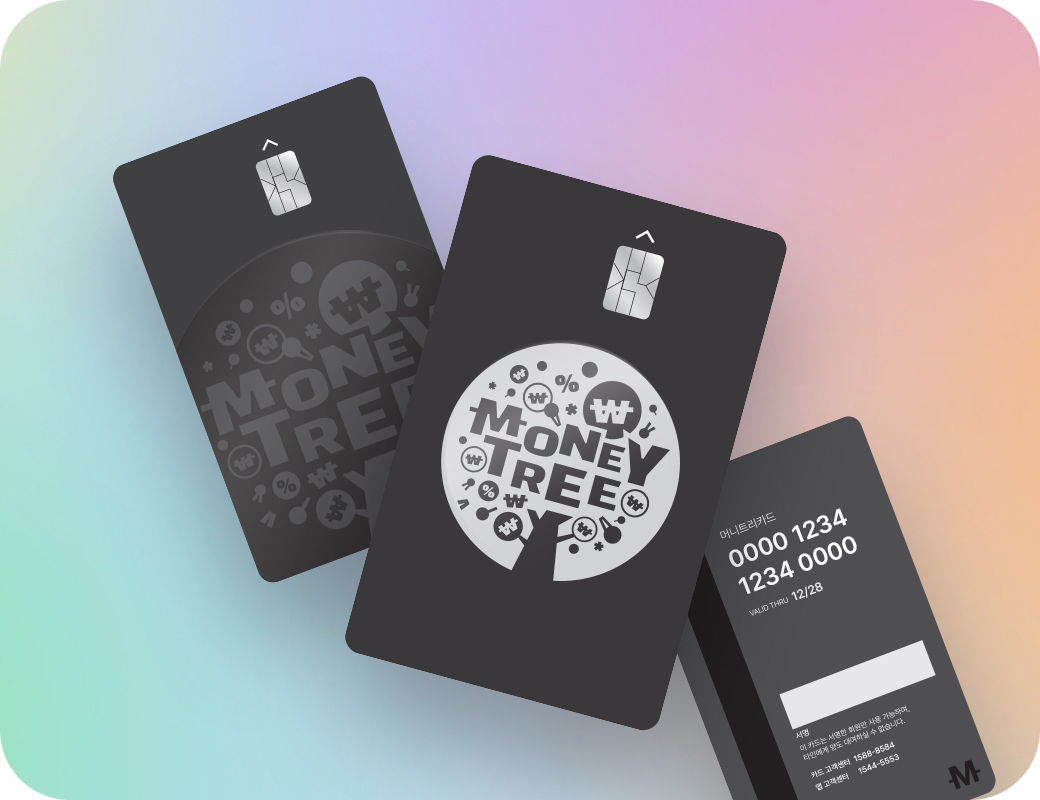 MONEY
TREE
MONEY
TREE
머니트리카드
0000 1234
1234 0000
VALID THRU 12/28
서명
이 카드는 서명한 회원만 사용 가능하며,
타인에게 양도 대여하실 수 없습니다.
카드 고객센터 1588-8584
앱 고객센터 1544-5553
M